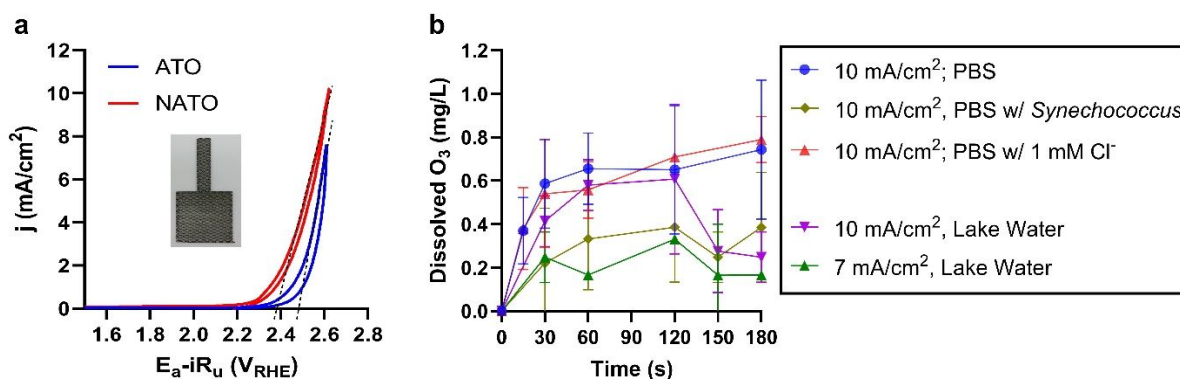 a
12
10
8
6
4
2
0
j (mA/cm²)
ATO
NATO
1.6 1.8 2.0 2.2 2.4 2.6 2.8
Eₐ-iRᵤ (V_RHE)
b
1.2
1.0
0.8
0.6
0.4
0.2
0.0
Dissolved O₃ (mg/L)
0 30 60 90 120 150 180
Time (s)
10 mA/cm²; PBS
10 mA/cm², PBS w/ Synechococcus
10 mA/cm²; PBS w/ 1 mM Cl⁻
10 mA/cm², Lake Water
7 mA/cm², Lake Water